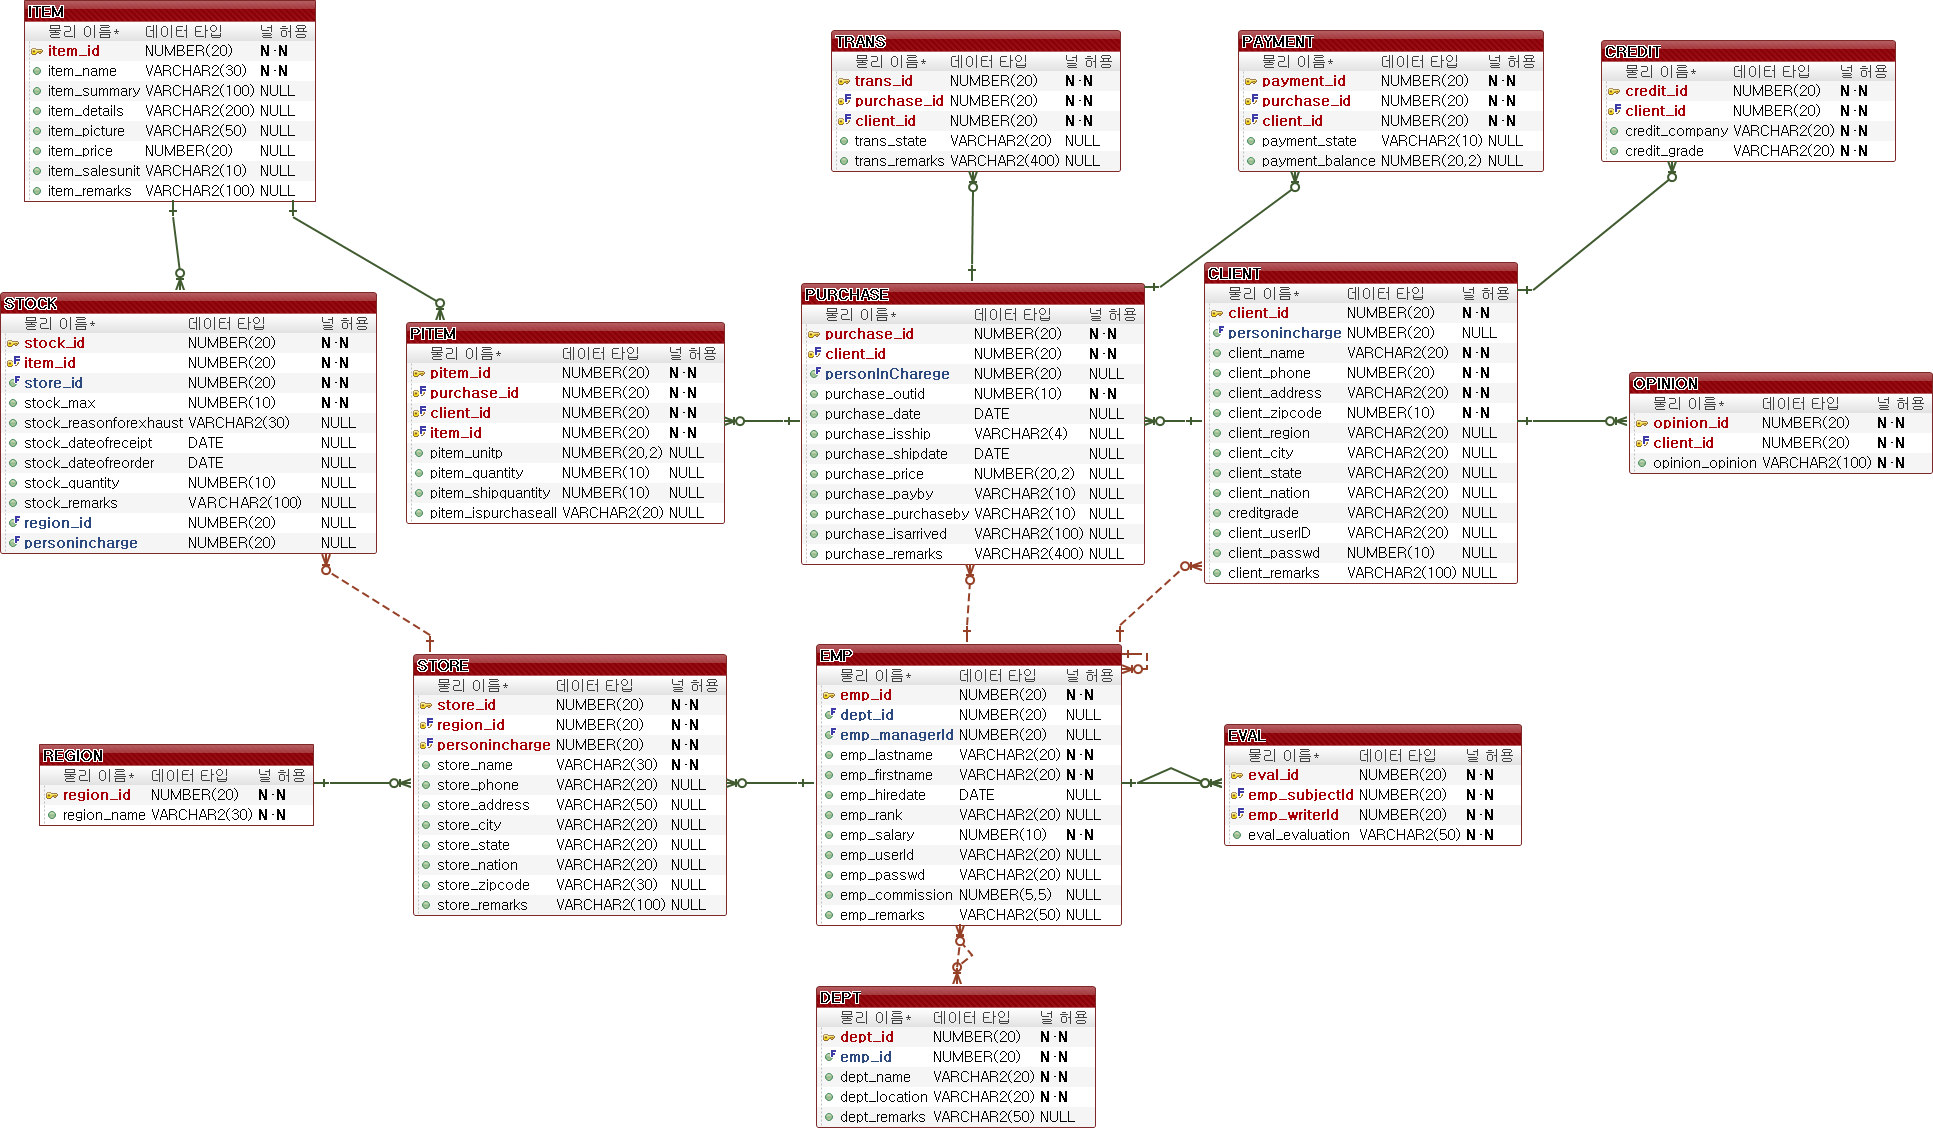 ITEM
물리 이름* 데이터 타입 널 허용
item_id NUMBER(20) N·N
item_name VARCHAR2(30) N·N
item_summary VARCHAR2(100) NULL
item_details VARCHAR2(200) NULL
item_picture VARCHAR2(50) NULL
item_price NUMBER(20) NULL
item_salesunit VARCHAR2(10) NULL
item_remarks VARCHAR2(100) NULL
TRANS
물리 이름* 데이터 타입 널 허용
trans_id NUMBER(20) N·N
purchase_id NUMBER(20) N·N
client_id NUMBER(20) N·N
trans_state VARCHAR2(20) NULL
trans_remarks VARCHAR2(400) NULL
PAYMENT
물리 이름* 데이터 타입 널 허용
payment_id NUMBER(20) N·N
purchase_id NUMBER(20) N·N
client_id NUMBER(20) N·N
payment_state VARCHAR2(10) NULL
payment_balance NUMBER(20,2) NULL
CREDIT
물리 이름* 데이터 타입 널 허용
credit_id NUMBER(20) N·N
client_id NUMBER(20) N·N
credit_company VARCHAR2(20) N·N
credit_grade VARCHAR2(20) N·N
STOCK
물리 이름* 데이터 타입 널 허용
stock_id NUMBER(20) N·N
item_id NUMBER(20) N·N
store_id NUMBER(20) N·N
stock_max NUMBER(10) N·N
stock_reasonforexhaust VARCHAR2(30) NULL
stock_dateofreceipt DATE NULL
stock_dateofreorder DATE NULL
stock_quantity NUMBER(10) NULL
stock_remarks VARCHAR2(100) NULL
region_id NUMBER(20) NULL
personincharge NUMBER(20) NULL
PITEM
물리 이름* 데이터 타입 널 허용
pitem_id NUMBER(20) N·N
purchase_id NUMBER(20) N·N
client_id NUMBER(20) N·N
item_id NUMBER(20) N·N
pitem_unitp NUMBER(20,2) NULL
pitem_quantity NUMBER(10) NULL
pitem_shipquantity NUMBER(10) NULL
pitem_ispurchaseall VARCHAR2(20) NULL
PURCHASE
물리 이름* 데이터 타입 널 허용
purchase_id NUMBER(20) N·N
client_id NUMBER(20) N·N
personInCharege NUMBER(20) NULL
purchase_outid NUMBER(10) N·N
purchase_date DATE NULL
purchase_isship VARCHAR2(4) NULL
purchase_shipdate DATE NULL
purchase_price NUMBER(20,2) NULL
purchase_payby VARCHAR2(10) NULL
purchase_purchaseby VARCHAR2(10) NULL
purchase_isarrived VARCHAR2(100) NULL
purchase_remarks VARCHAR2(400) NULL
CLIENT
물리 이름* 데이터 타입 널 허용
client_id NUMBER(20) N·N
personincharge NUMBER(20) NULL
client_name VARCHAR2(20) N·N
client_phone NUMBER(20) N·N
client_address VARCHAR2(20) N·N
client_zipcode NUMBER(10) N·N
client_region VARCHAR2(20) NULL
client_city VARCHAR2(20) NULL
client_state VARCHAR2(20) NULL
client_nation VARCHAR2(20) NULL
creditgrade VARCHAR2(20) NULL
client_userID VARCHAR2(20) NULL
client_passwd NUMBER(10) NULL
client_remarks VARCHAR2(100) NULL
OPINION
물리 이름* 데이터 타입 널 허용
opinion_id NUMBER(20) N·N
client_id NUMBER(20) N·N
opinion_opinion VARCHAR2(100) N·N
REGION
물리 이름* 데이터 타입 널 허용
region_id NUMBER(20) N·N
region_name VARCHAR2(30) N·N
STORE
물리 이름* 데이터 타입 널 허용
store_id NUMBER(20) N·N
region_id NUMBER(20) N·N
personincharge NUMBER(20) N·N
store_name VARCHAR2(30) N·N
store_phone VARCHAR2(20) NULL
store_address VARCHAR2(50) NULL
store_city VARCHAR2(20) NULL
store_state VARCHAR2(20) NULL
store_nation VARCHAR2(20) NULL
store_zipcode VARCHAR2(30) NULL
store_remarks VARCHAR2(100) NULL
EMP
물리 이름* 데이터 타입 널 허용
emp_id NUMBER(20) N·N
dept_id NUMBER(20) NULL
emp_managerId NUMBER(20) NULL
emp_lastname VARCHAR2(20) N·N
emp_firstname VARCHAR2(20) N·N
emp_hiredate DATE NULL
emp_rank VARCHAR2(20) NULL
emp_salary NUMBER(10) N·N
emp_userId VARCHAR2(20) NULL
emp_passwd VARCHAR2(20) NULL
emp_commission NUMBER(5,5) NULL
emp_remarks VARCHAR2(50) NULL
EVAL
물리 이름* 데이터 타입 널 허용
eval_id NUMBER(20) N·N
emp_subjectId NUMBER(20) N·N
emp_writerId NUMBER(20) N·N
eval_evaluation VARCHAR2(50) N·N
DEPT
물리 이름* 데이터 타입 널 허용
dept_id NUMBER(20) N·N
emp_id NUMBER(20) N·N
dept_name VARCHAR2(20) N·N
dept_location VARCHAR2(20) N·N
dept_remarks VARCHAR2(50) NULL